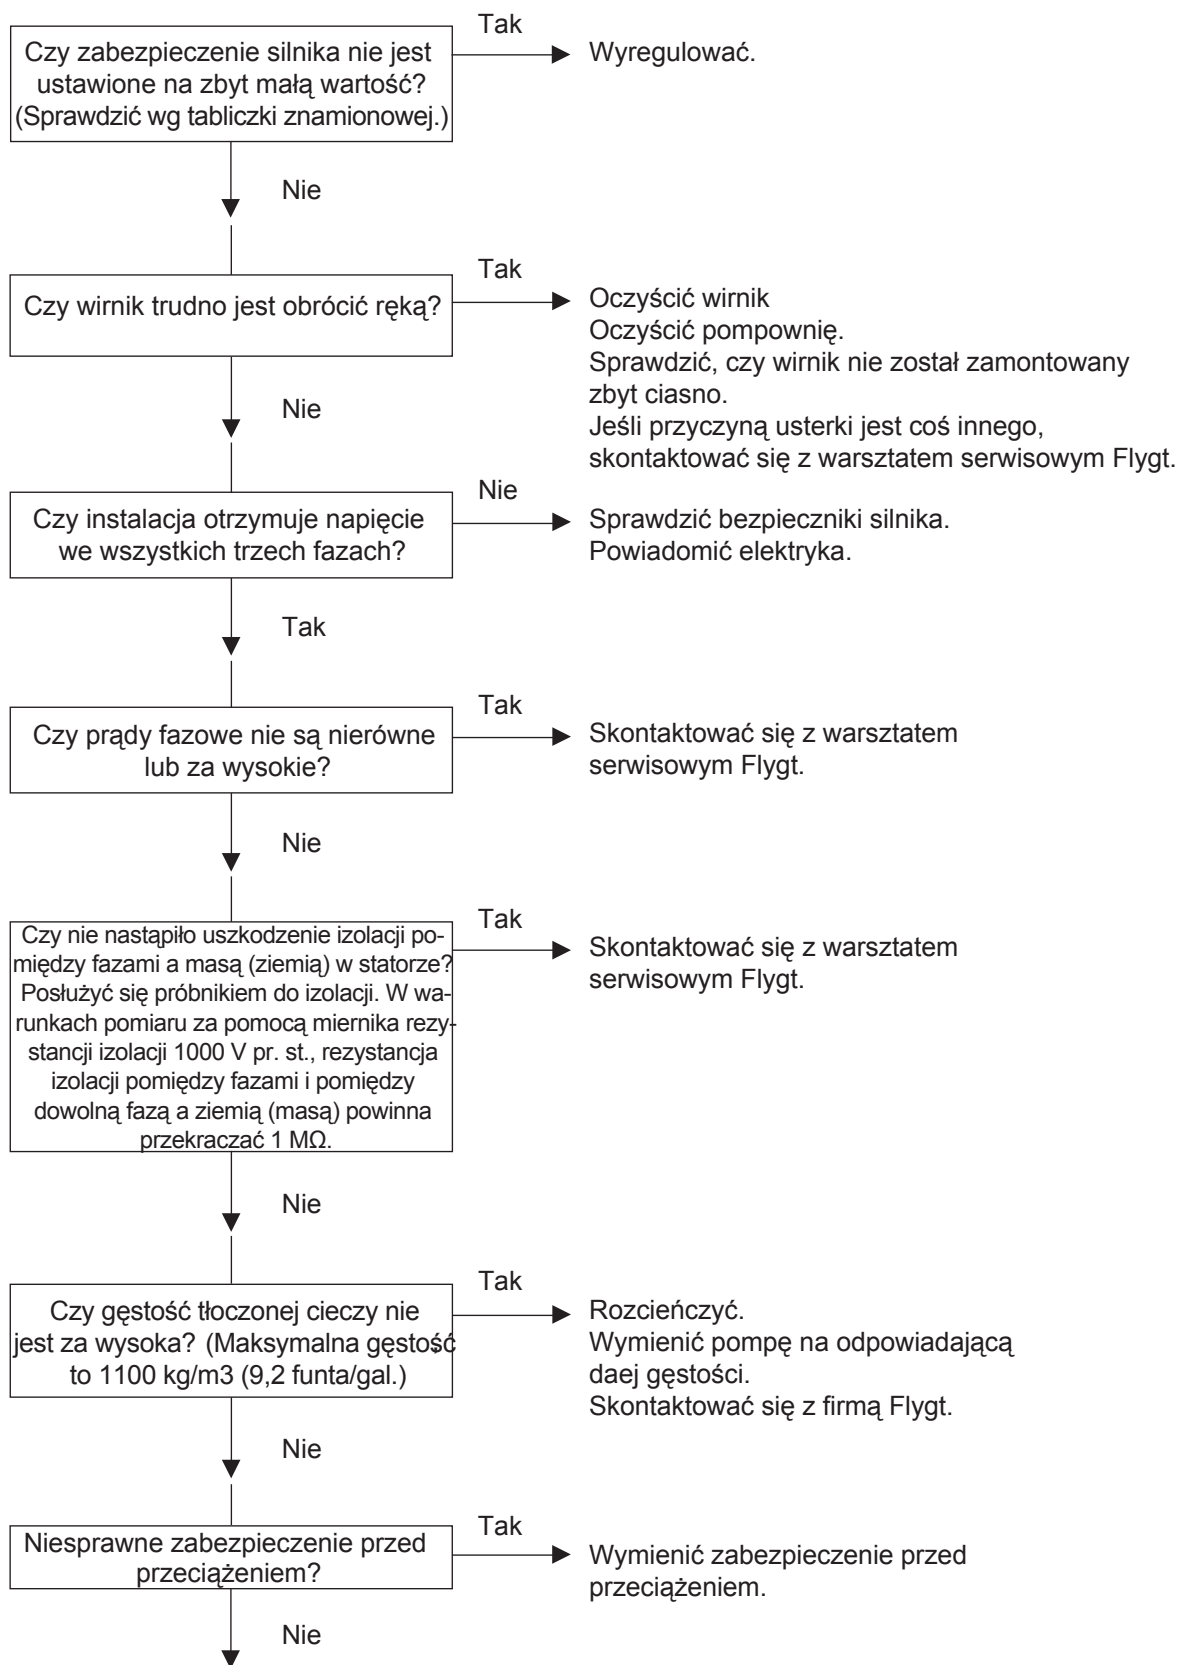 Tak
Czy zabezpieczenie silnika nie jest
ustawione na zbyt małą wartość?
(Sprawdzić wg tabliczki znamionowej.)
Wyregulować.
Nie
Tak
Czy wirnik trudno jest obrócić ręką?
Oczyścić wirnik
Oczyścić pompownię.
Sprawdzić, czy wirnik nie został zamontowany
zbyt ciasno.
Jeśli przyczyną usterki jest coś innego,
skontaktować się z warsztatem serwisowym Flygt.
Nie
Nie
Czy instalacja otrzymuje napięcie
we wszystkich trzech fazach?
Sprawdzić bezpieczniki silnika.
Powiadomić elektryka.
Tak
Tak
Czy prądy fazowe nie są nierówne
lub za wysokie?
Skontaktować się z warsztatem
serwisowym Flygt.
Nie
Tak
Czy nie nastąpiło uszkodzenie izolacji po-
między fazami a masą (ziemią) w statorze?
Posłużyć się próbnikiem do izolacji. W wa-
runkach pomiaru za pomocą miernika rezy-
stancji izolacji 1000 V pr. st., rezystancja
izolacji pomiędzy fazami i pomiędzy
dowolną fazą a ziemią (masą) powinna
przekraczać 1 MΩ.
Skontaktować się z warsztatem
serwisowym Flygt.
Nie
Tak
Czy gęstość tłoczonej cieczy nie
jest za wysoka? (Maksymalna gęstość
to 1100 kg/m3 (9,2 funta/gal.)
Rozcieńczyć.
Wymienić pompę na odpowiadającą
daej gęstości.
Skontaktować się z firmą Flygt.
Nie
Tak
Niesprawne zabezpieczenie przed
przeciążeniem?
Wymienić zabezpieczenie przed
przeciążeniem.
Nie